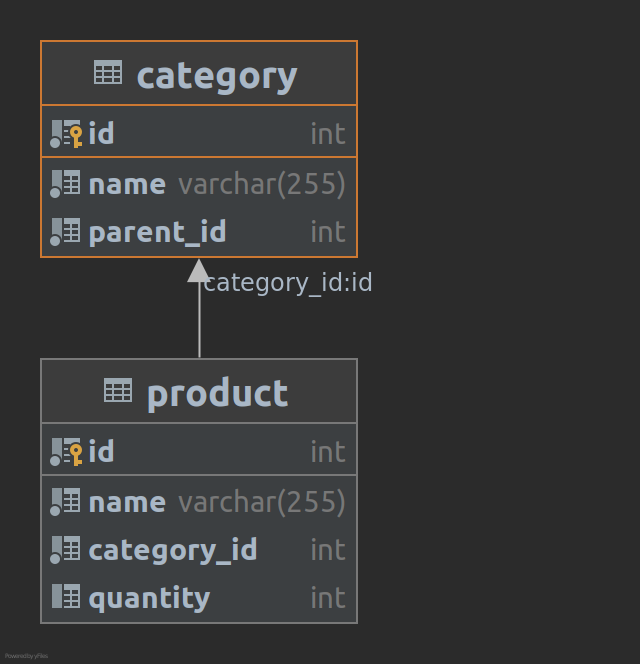 category
id int
name varchar(255)
parent_id int
category_id:id
product
id int
name varchar(255)
category_id int
quantity int
Powered by yFiles